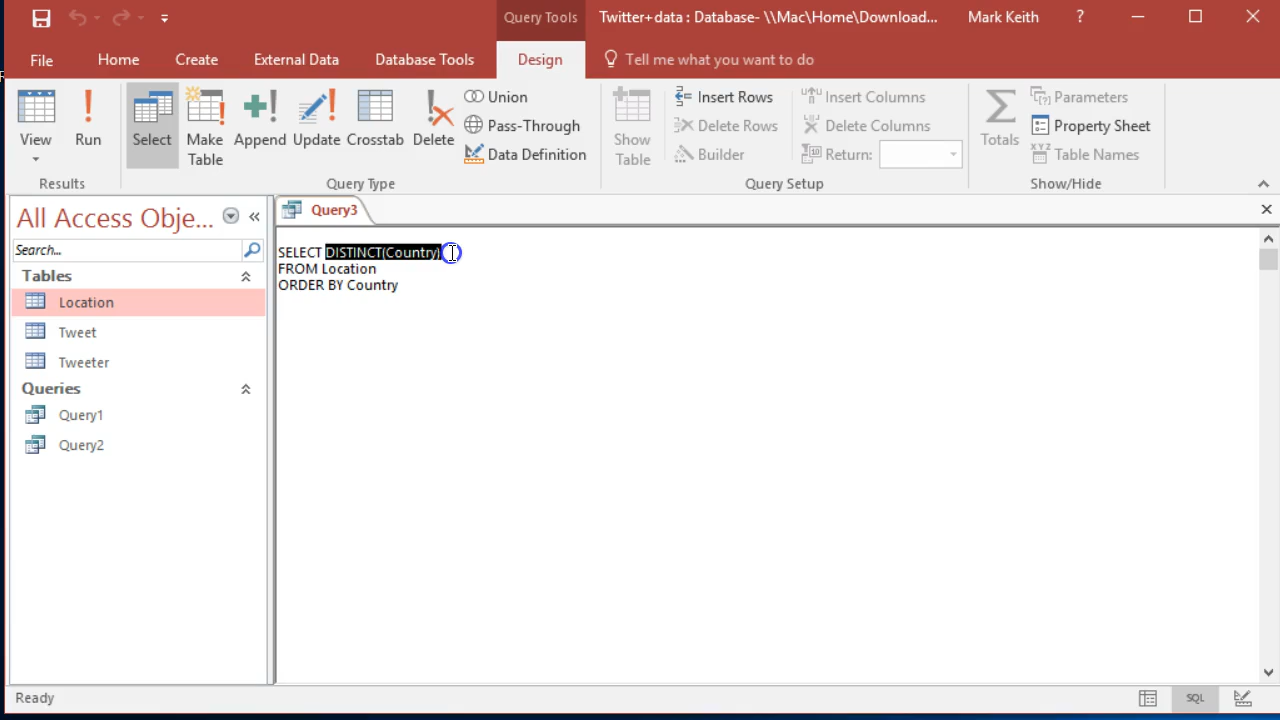 Query Tools
Twitter+data : Database- \\Mac\Home\Download...
Mark Keith
?
File
Home
Create
External Data
Database Tools
Design
Tell me what you want to do
View
Run
Select
Make Table
Append
Update
Crosstab
Delete
Union
Pass-Through
Data Definition
Show Table
Insert Rows
Delete Rows
Builder
Insert Columns
Delete Columns
Return:
Totals
Parameters
Property Sheet
Table Names
Results
Query Type
Query Setup
Show/Hide
All Access Obje...
Search...
Tables
Location
Tweet
Tweeter
Queries
Query1
Query2
Query3
SELECT DISTINCT(Country)
FROM Location
ORDER BY Country
Ready
SQL